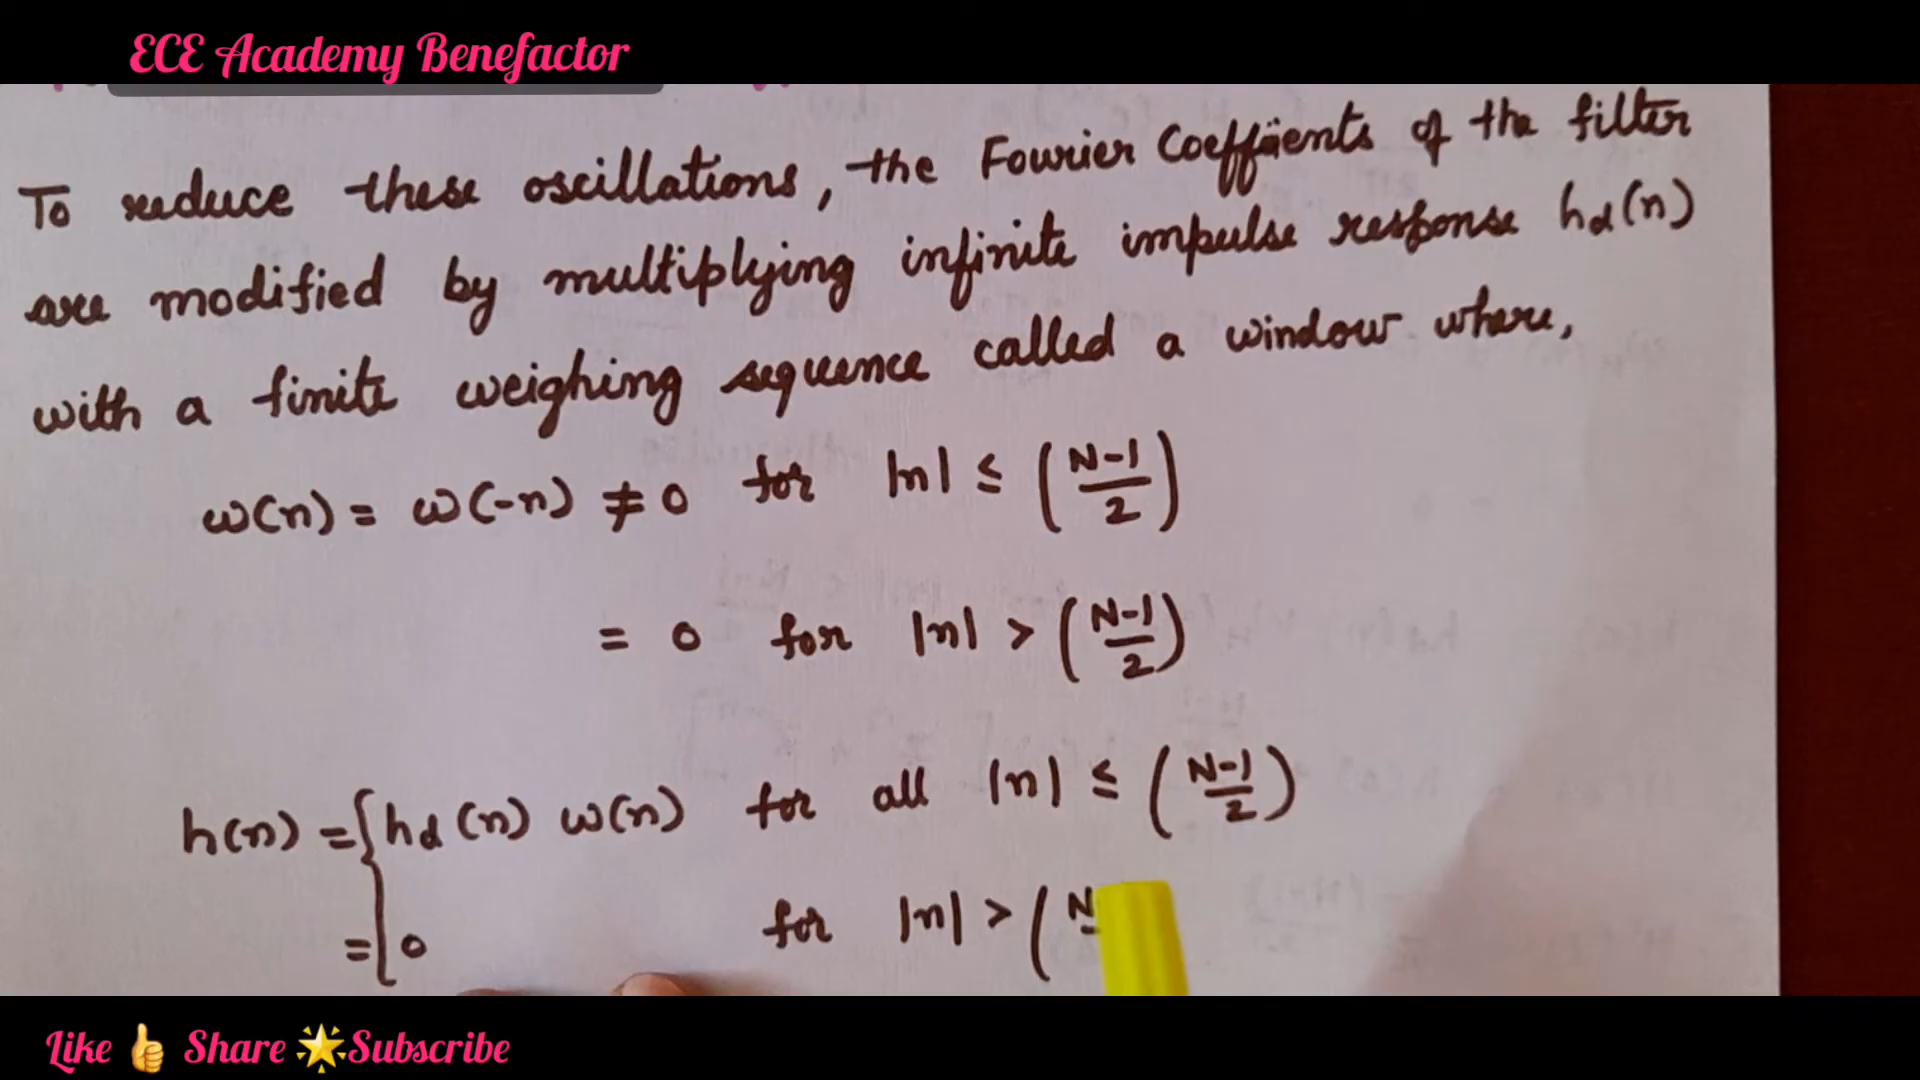 ECE Academy Benefactor
To reduce these oscillations, the Fourier Coefficients of the filter
are modified by multiplying infinite impulse response hd(n)
with a finite weighing sequence called a window where,
w(n) = w(-n) ≠ 0 for |n| ≤ (N-1/2)
= 0 for |n| > (N-1/2)
h(n) = { hd(n) w(n) for all |n| ≤ (N-1/2)
= { 0 for |n| > (N
Like 👍 Share 🌟Subscribe